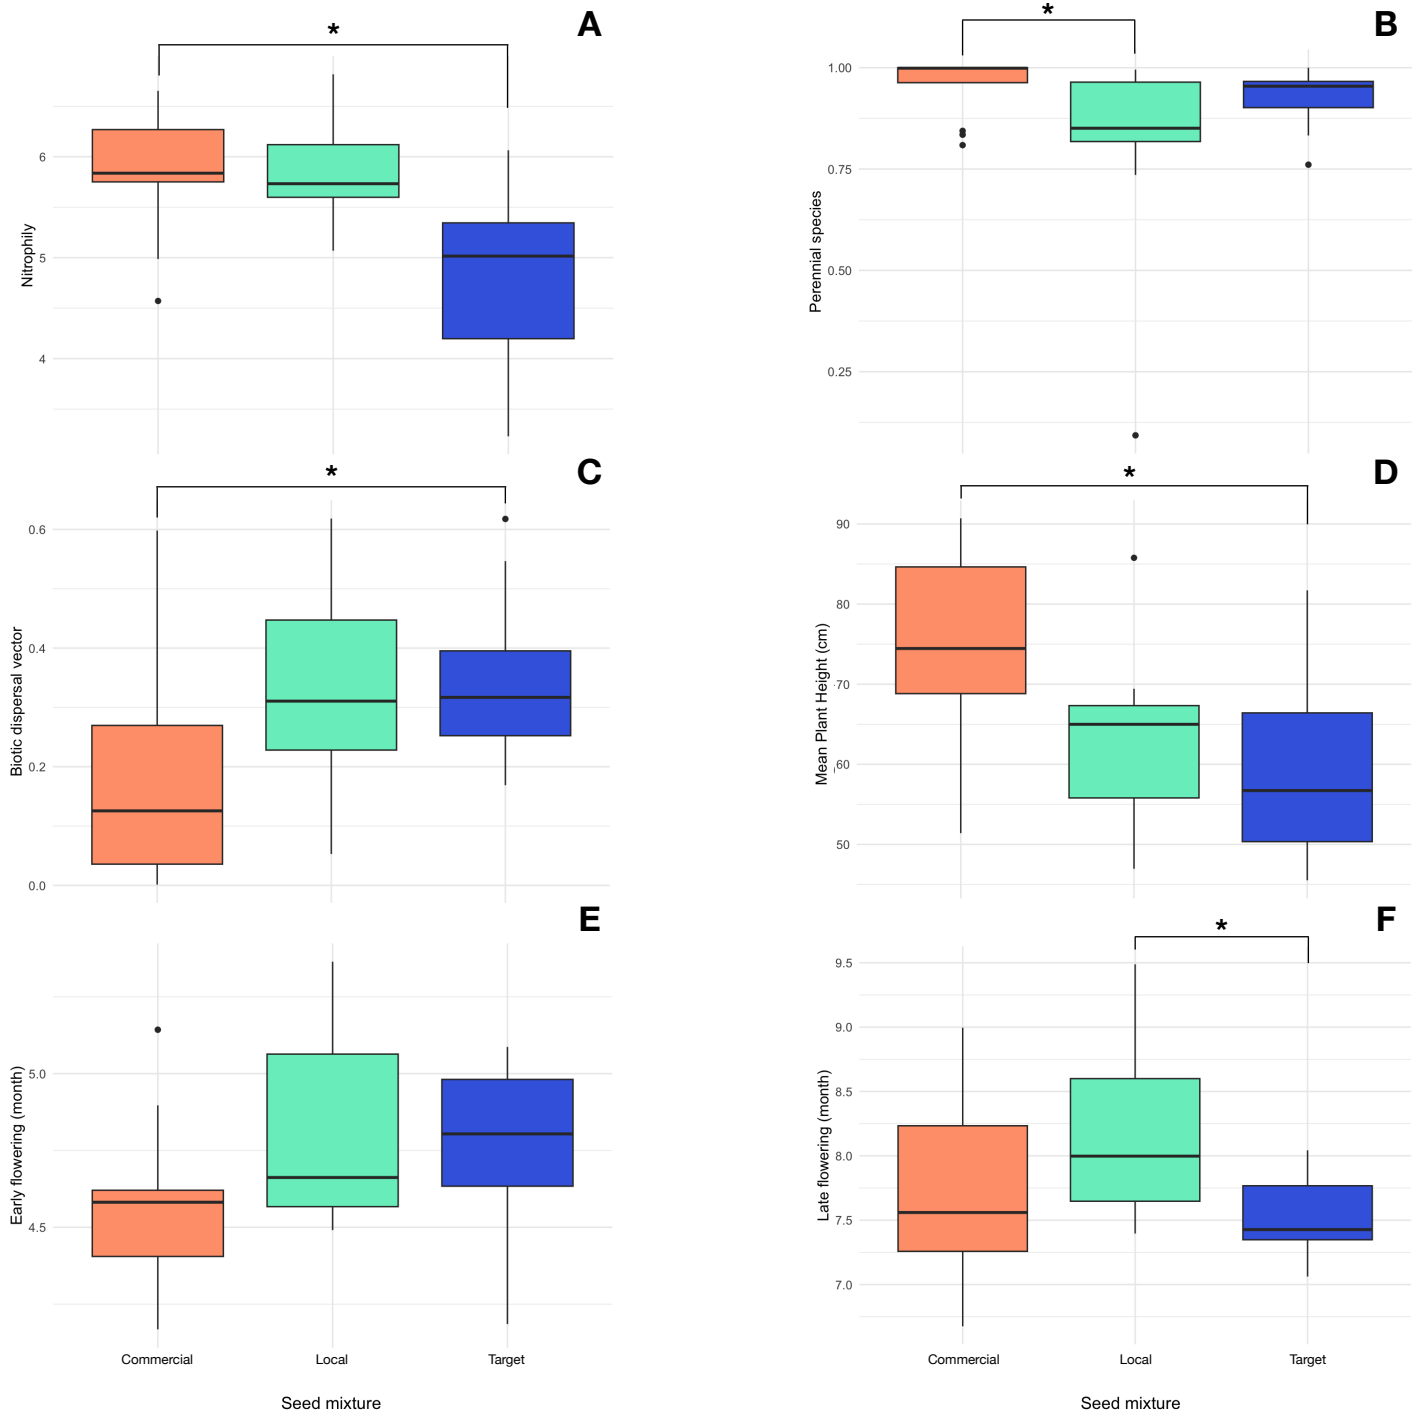 *
A
6
5
4
Nitrophily
*
B
1.00
0.75
0.50
0.25
Perennial species
*
C
0.6
0.4
0.2
0.0
Biotic dispersal vector
*
D
90
80
70
60
50
Mean Plant Height (cm)
E
5.0
4.5
Early flowering (month)
Commercial Local Target
Seed mixture
*
F
9.5
9.0
8.5
8.0
7.5
7.0
Late flowering (month)
Commercial Local Target
Seed mixture